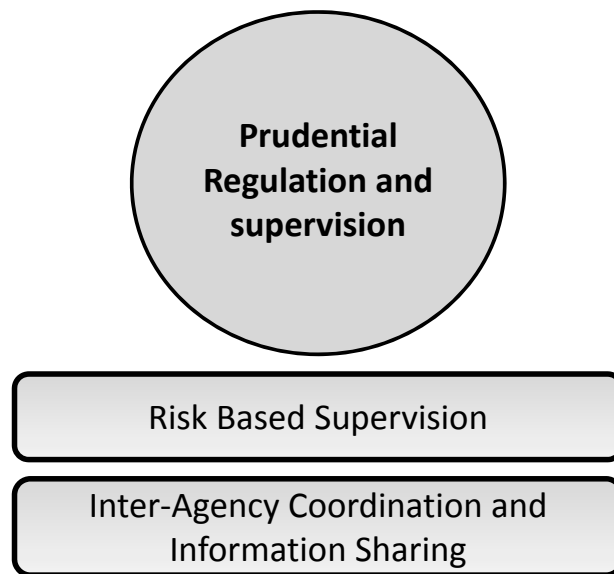 Prudential
Regulation and
supervision
Risk Based Supervision
Inter-Agency Coordination and
Information Sharing